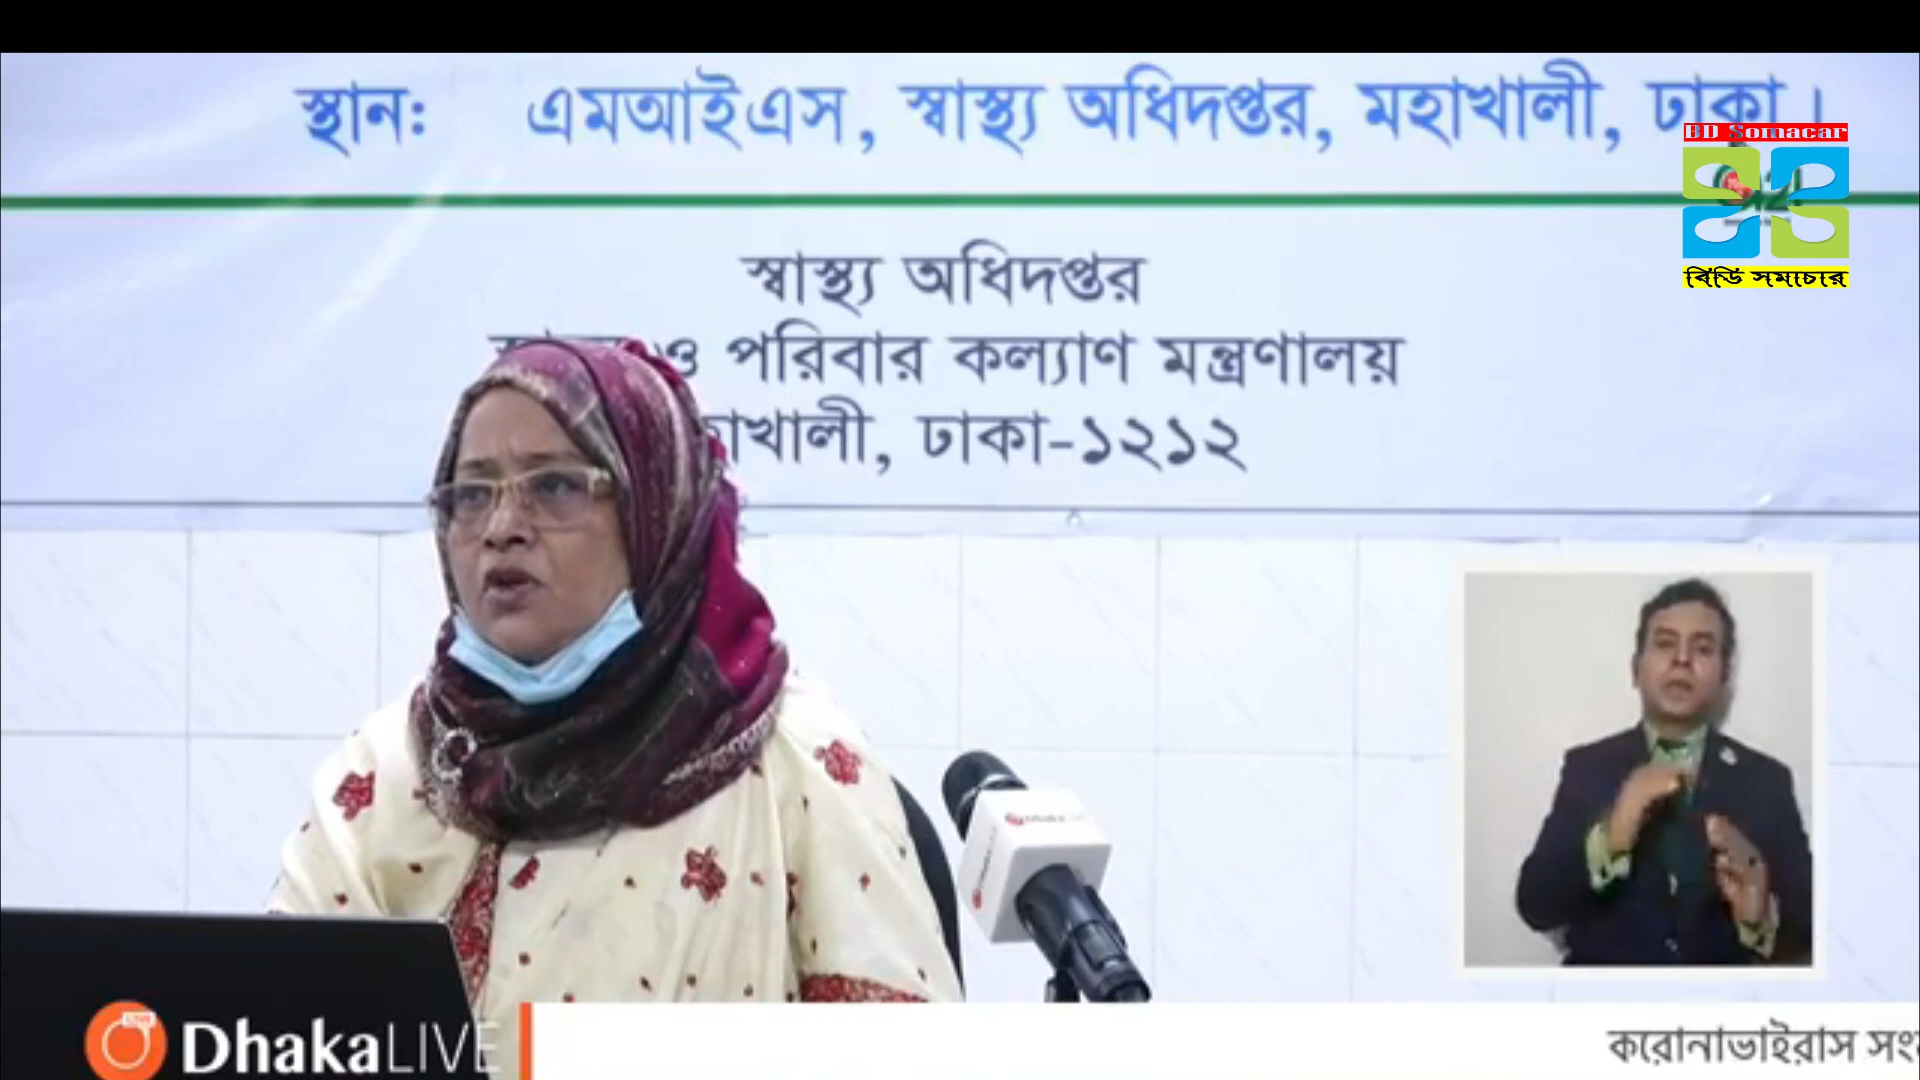 স্থানঃ এমআইএস, স্বাস্থ্য অধিদপ্তর, মহাখালী, ঢাকা।
BD Somacar
বিডি সমাচার
স্বাস্থ্য অধিদপ্তর
ও পরিবার কল্যাণ মন্ত্রণালয়
ঢাকা-১২১২
LIVE
DhakaLIVE
করোনাভাইরাস